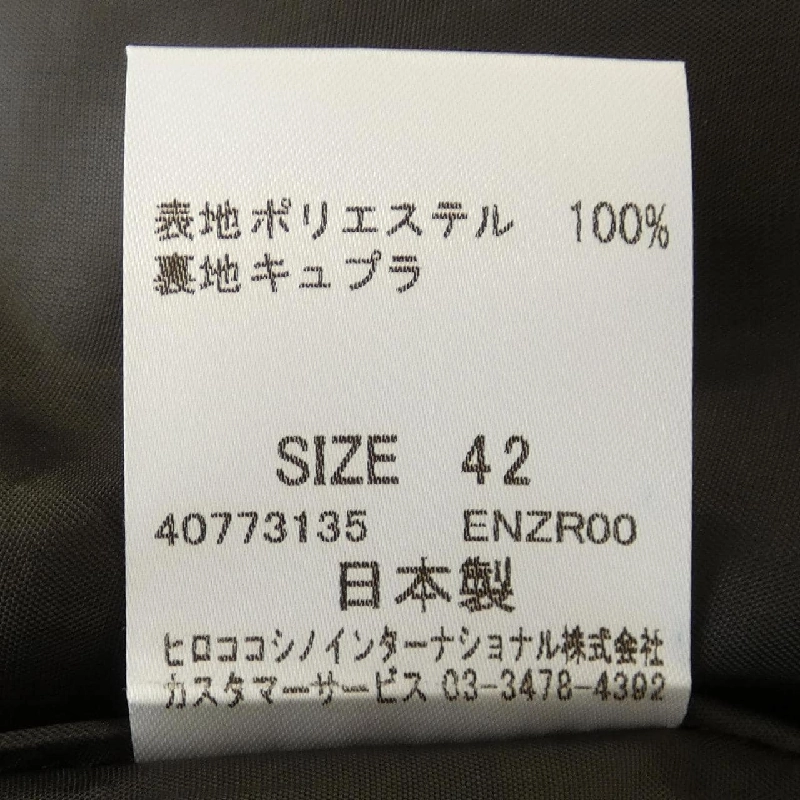 表地ポリエステル 100%
裏地キュプラ
SIZE 42
40773135 ENZR00
日本製
ヒロココシノインターナショナル株式会社
カスタマーサービス 03-3478-4392